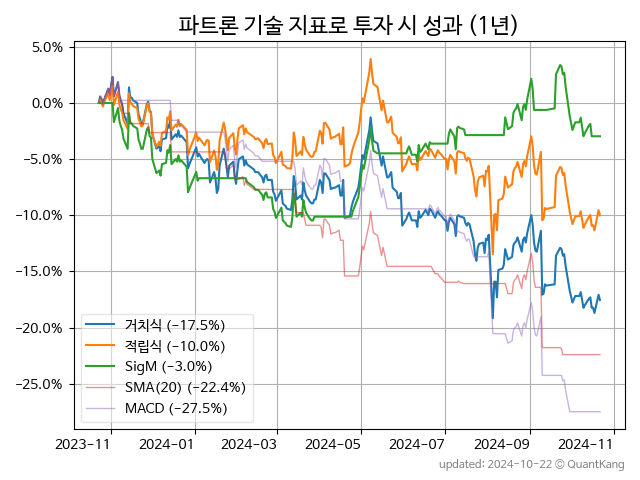 파트론 기술 지표로 투자 시 성과 (1년)
5.0%
0.0%
−5.0%
−10.0%
−15.0%
−20.0%
−25.0%
거치식 (−17.5%)
적립식 (−10.0%)
SigM (−3.0%)
SMA(20) (−22.4%)
MACD (−27.5%)
2023-11 2024-01 2024-03 2024-05 2024-07 2024-09 2024-11
updated: 2024-10-22 © QuantKang